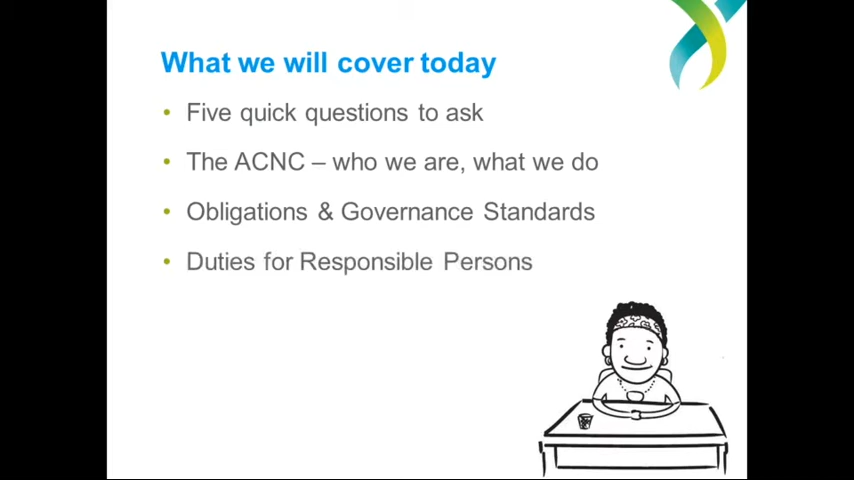 What we will cover today
• Five quick questions to ask
• The ACNC – who we are, what we do
• Obligations & Governance Standards
• Duties for Responsible Persons